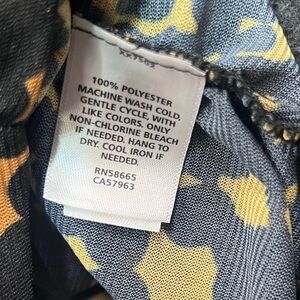 100% POLYESTER
MACHINE WASH COLD,
GENTLE CYCLE, WITH
LIKE COLORS. ONLY
NON-CHLORINE BLEACH
IF NEEDED. HANG TO
DRY. COOL IRON IF
NEEDED.
RN58665
CA57963